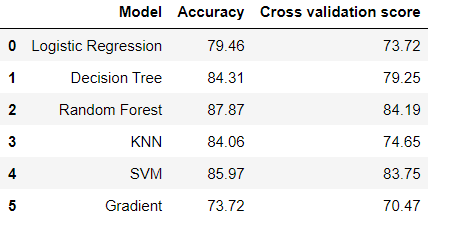 Model Accuracy Cross validation score
0 Logistic Regression 79.46 73.72
1 Decision Tree 84.31 79.25
2 Random Forest 87.87 84.19
3 KNN 84.06 74.65
4 SVM 85.97 83.75
5 Gradient 73.72 70.47